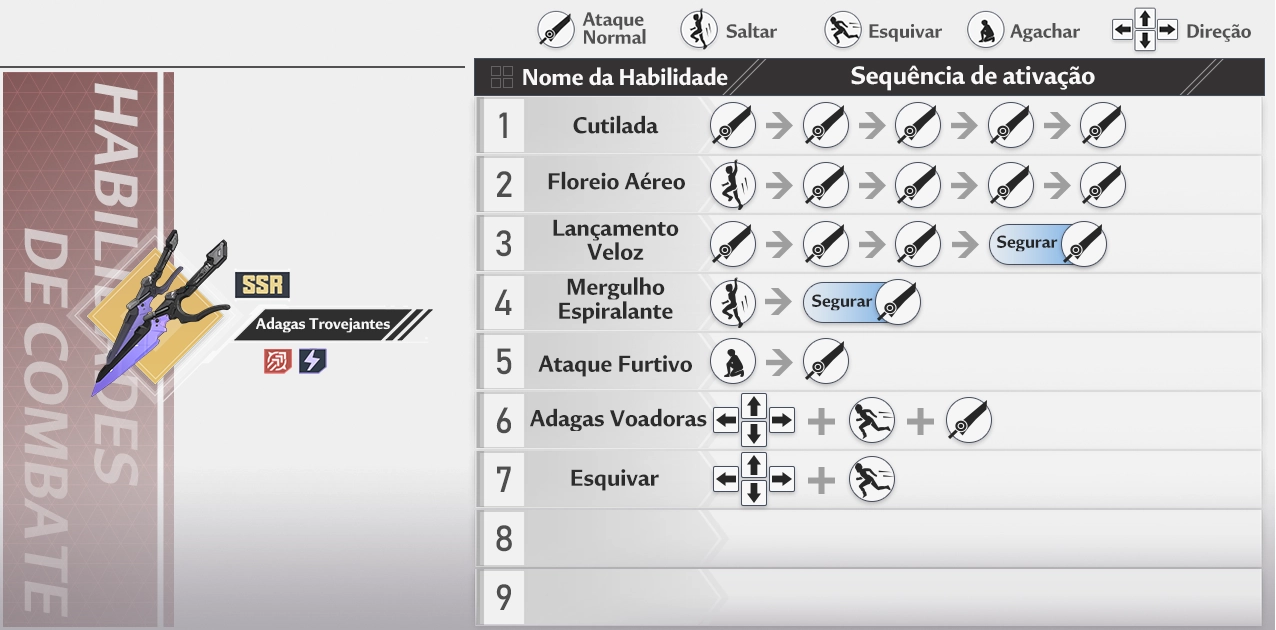 Ataque
Normal
Saltar
Esquivar
Agachar
Direção
Nome da Habilidade
Sequência de ativação
HABILIDADES
DE COMBATE
SSR
Adagas Trovejantes
1
Cutilada
2
Floreio Aéreo
3
Lançamento
Veloz
Segurar
4
Mergulho
Espiralante
Segurar
5
Ataque Furtivo
6
Adagas Voadoras
7
Esquivar
8
9